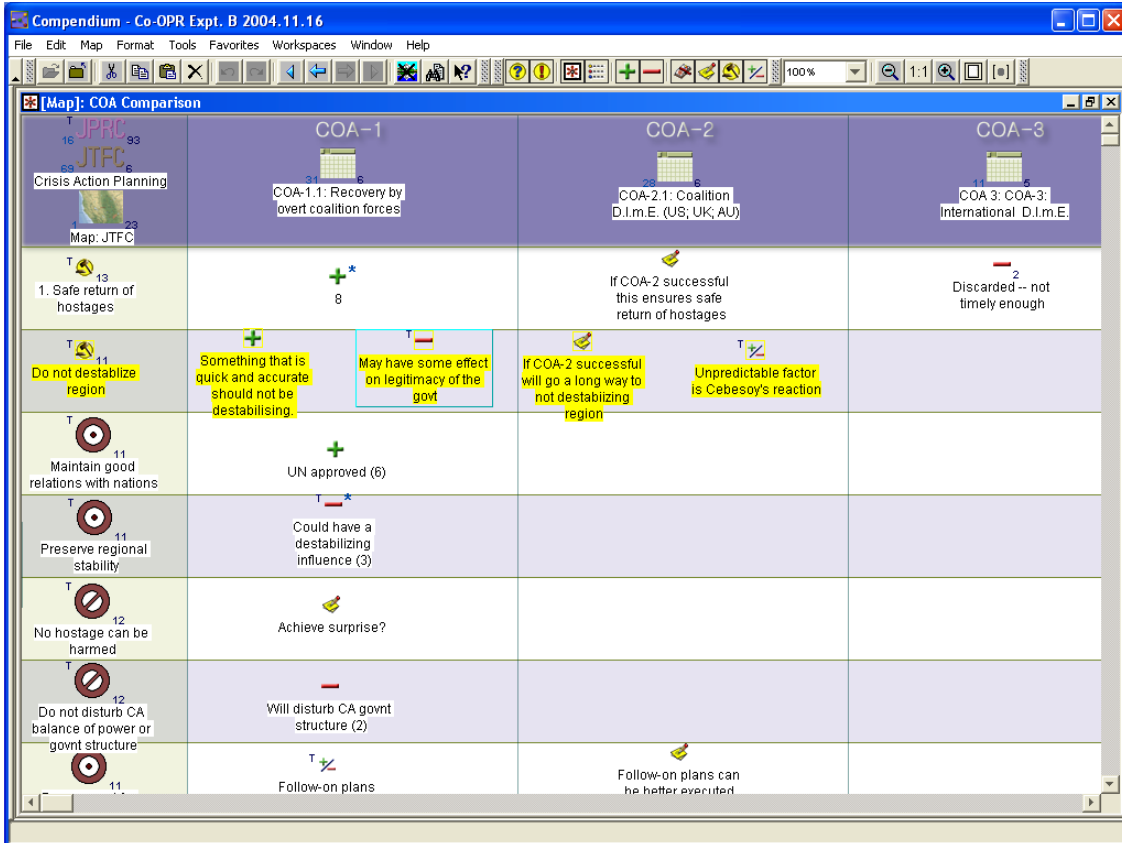 Compendium - Co-OPR Expt. B 2004.11.16
File Edit Map Format Tools Favorites Workspaces Window Help
100%
1:1
[Map]: COA Comparison
T
JPRC
16 93
JTFC
69 6
Crisis Action Planning
1 23
Map: JTFC
COA-1
31 6
COA-1.1: Recovery by
overt coalition forces
COA-2
28 6
COA-2.1: Coalition
D.I.m.E. (US; UK; AU)
COA-3
11 5
COA 3: COA-3:
International D.I.m.E.
T
13
1. Safe return of
hostages
*
8
If COA-2 successful
this ensures safe
return of hostages
2
Discarded -- not
timely enough
T
11
Do not destablize
region
Something that is
quick and accurate
should not be
destabilising.
T
May have some effect
on legitimacy of the
govt
If COA-2 successful
will go a long way to
not destabiizing
region
T
Unpredictable factor
is Cebesoy's reaction
T
11
Maintain good
relations with nations
UN approved (6)
T
11
Preserve regional
stability
T *
Could have a
destabilizing
influence (3)
T
12
No hostage can be
harmed
Achieve surprise?
T
12
Do not disturb CA
balance of power or
govnt structure
Will disturb CA govnt
structure (2)
11
T
Follow-on plans
Follow-on plans can
be better executed